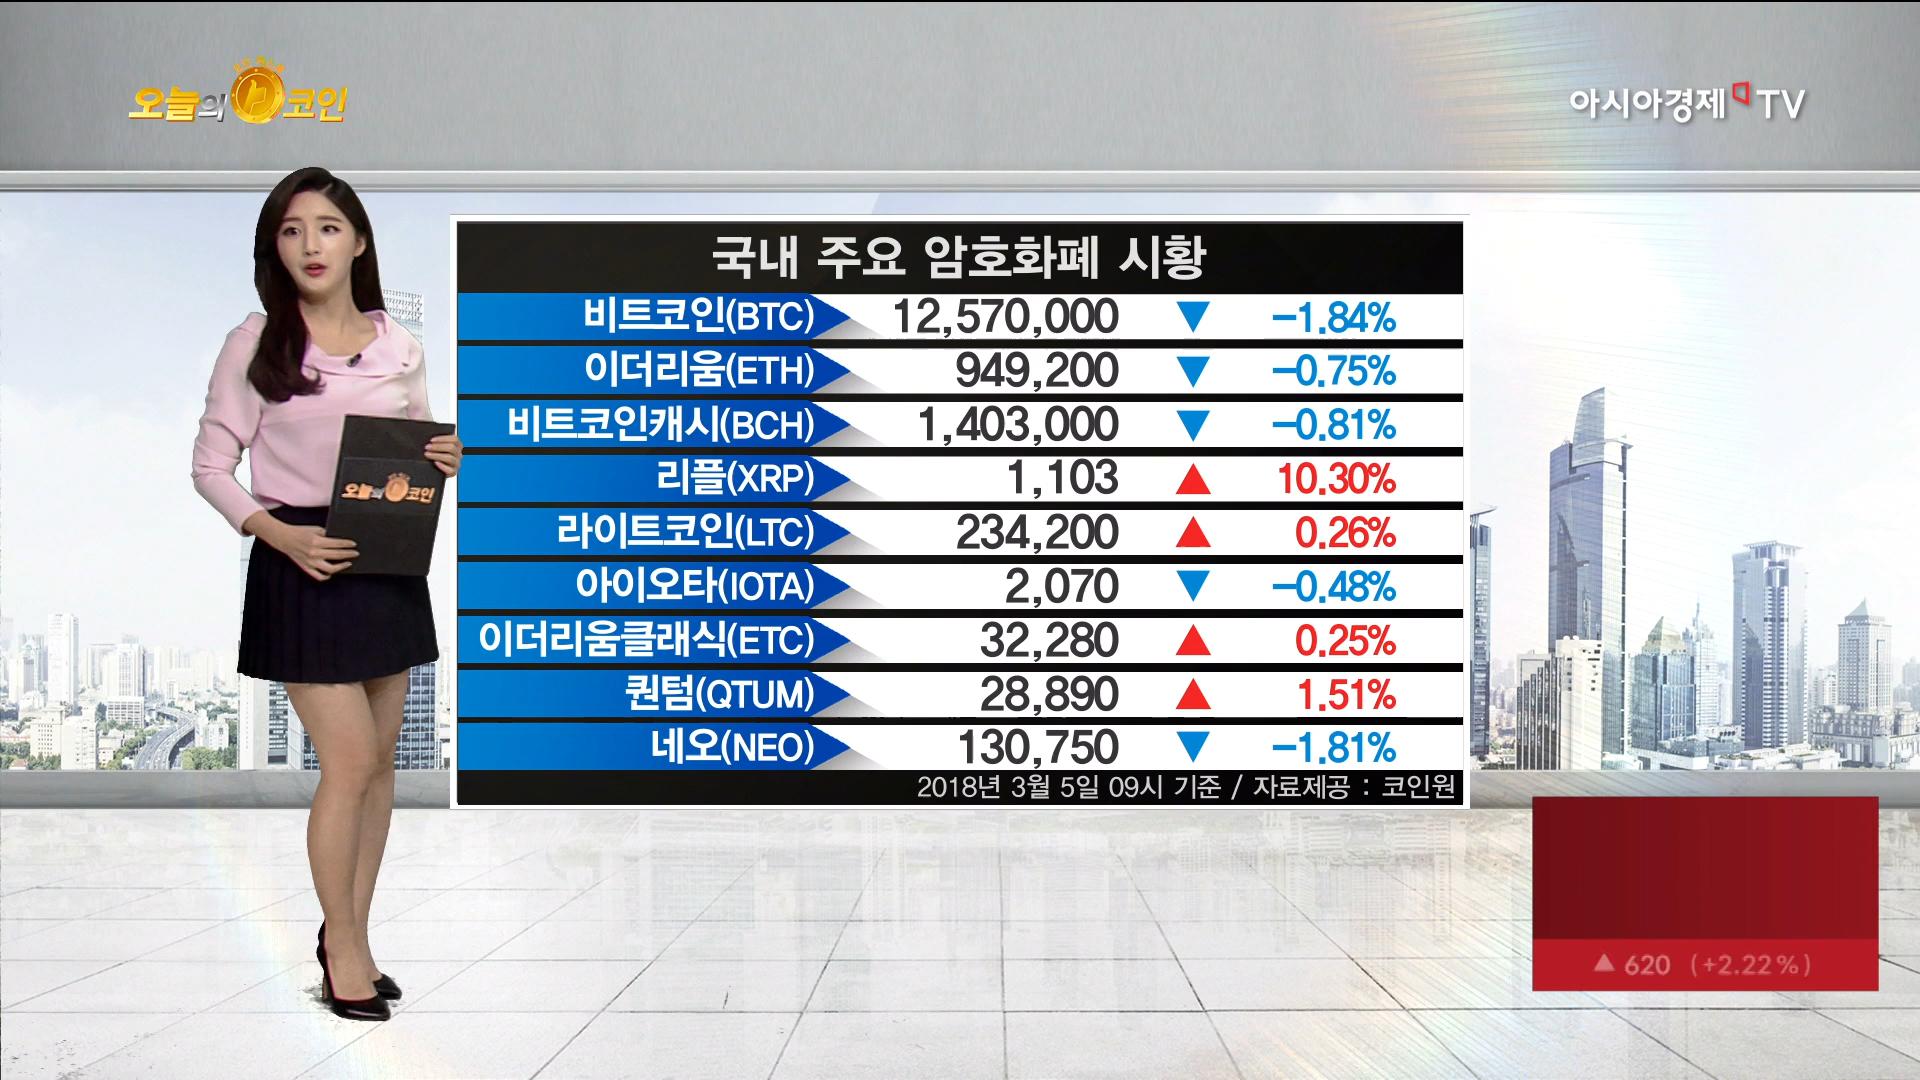 오늘의 코인
아시아경제 TV
국내 주요 암호화폐 시황
비트코인(BTC) 12,570,000 ▼ -1.84%
이더리움(ETH) 949,200 ▼ -0.75%
비트코인캐시(BCH) 1,403,000 ▼ -0.81%
리플(XRP) 1,103 ▲ 10.30%
라이트코인(LTC) 234,200 ▲ 0.26%
아이오타(IOTA) 2,070 ▼ -0.48%
이더리움클래식(ETC) 32,280 ▲ 0.25%
퀀텀(QTUM) 28,890 ▲ 1.51%
네오(NEO) 130,750 ▼ -1.81%
2018년 3월 5일 09시 기준 / 자료제공 : 코인원
오늘의 코인
▲ 620 (+2.22%)